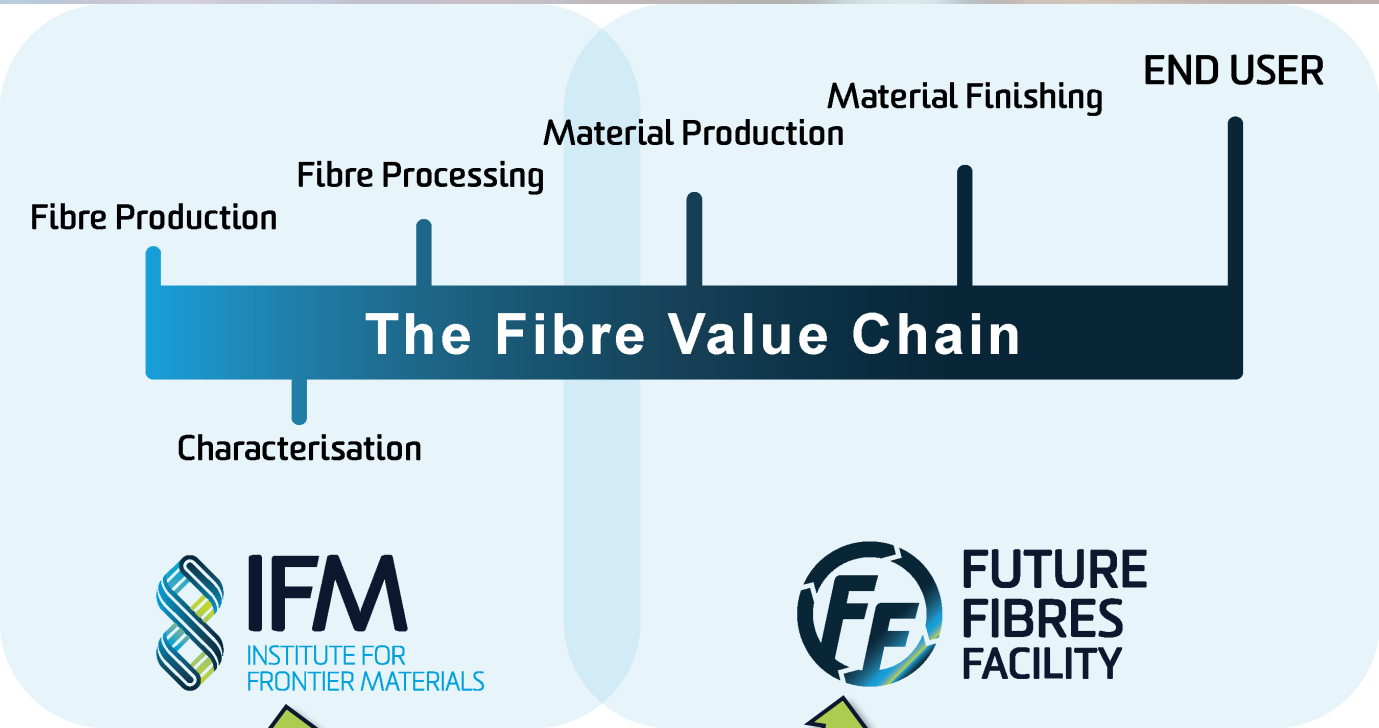 END USER
Material Finishing
Material Production
Fibre Processing
Fibre Production
The Fibre Value Chain
Characterisation
IFM
INSTITUTE FOR
FRONTIER MATERIALS
FF
FUTURE
FIBRES
FACILITY